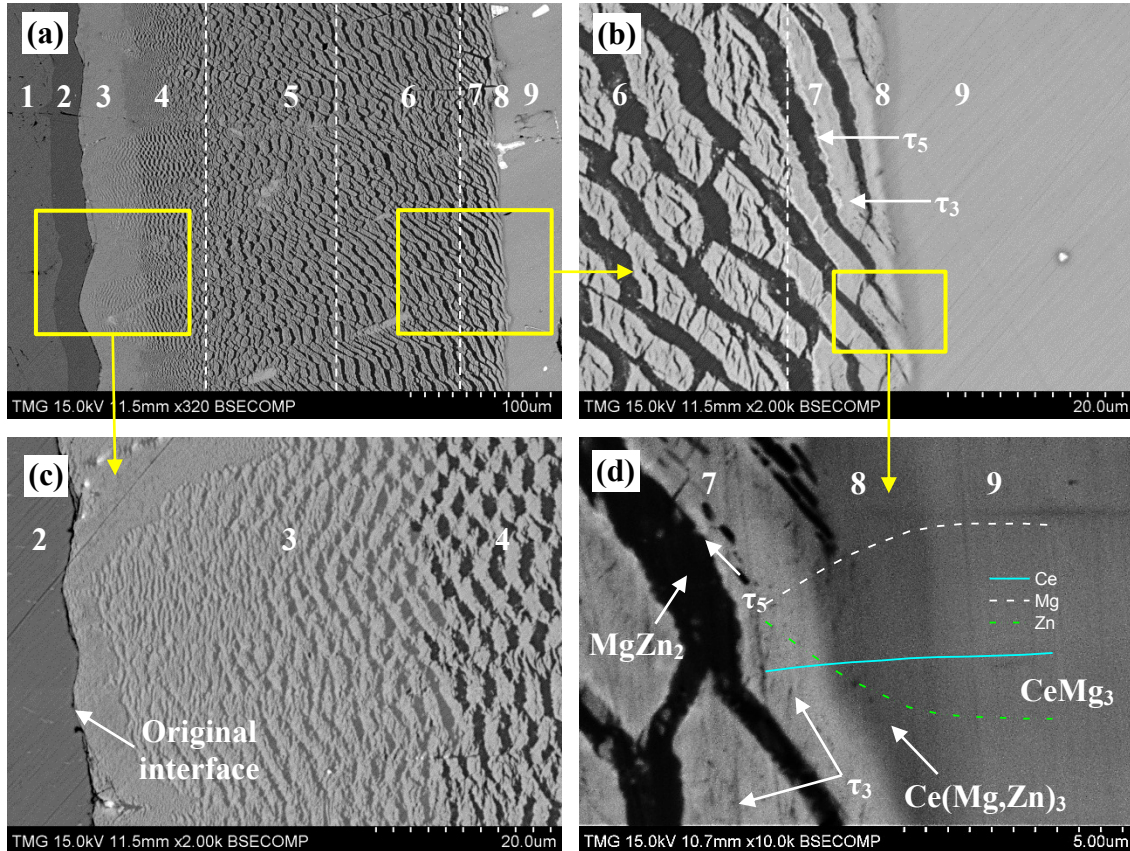 (a)
1 2 3 4 5 6 7 8 9
TMG 15.0kV 11.5mm x320 BSECOMP 100um
(b)
6 7 8 9
τ5
τ3
TMG 15.0kV 11.5mm x2.00k BSECOMP 20.0um
(c)
2 3 4
Original
interface
TMG 15.0kV 11.5mm x2.00k BSECOMP 20.0um
(d)
7 8 9
Ce
Mg
Zn
τ5
MgZn2
CeMg3
τ3
Ce(Mg,Zn)3
TMG 15.0kV 10.7mm x10.0k BSECOMP 5.00um